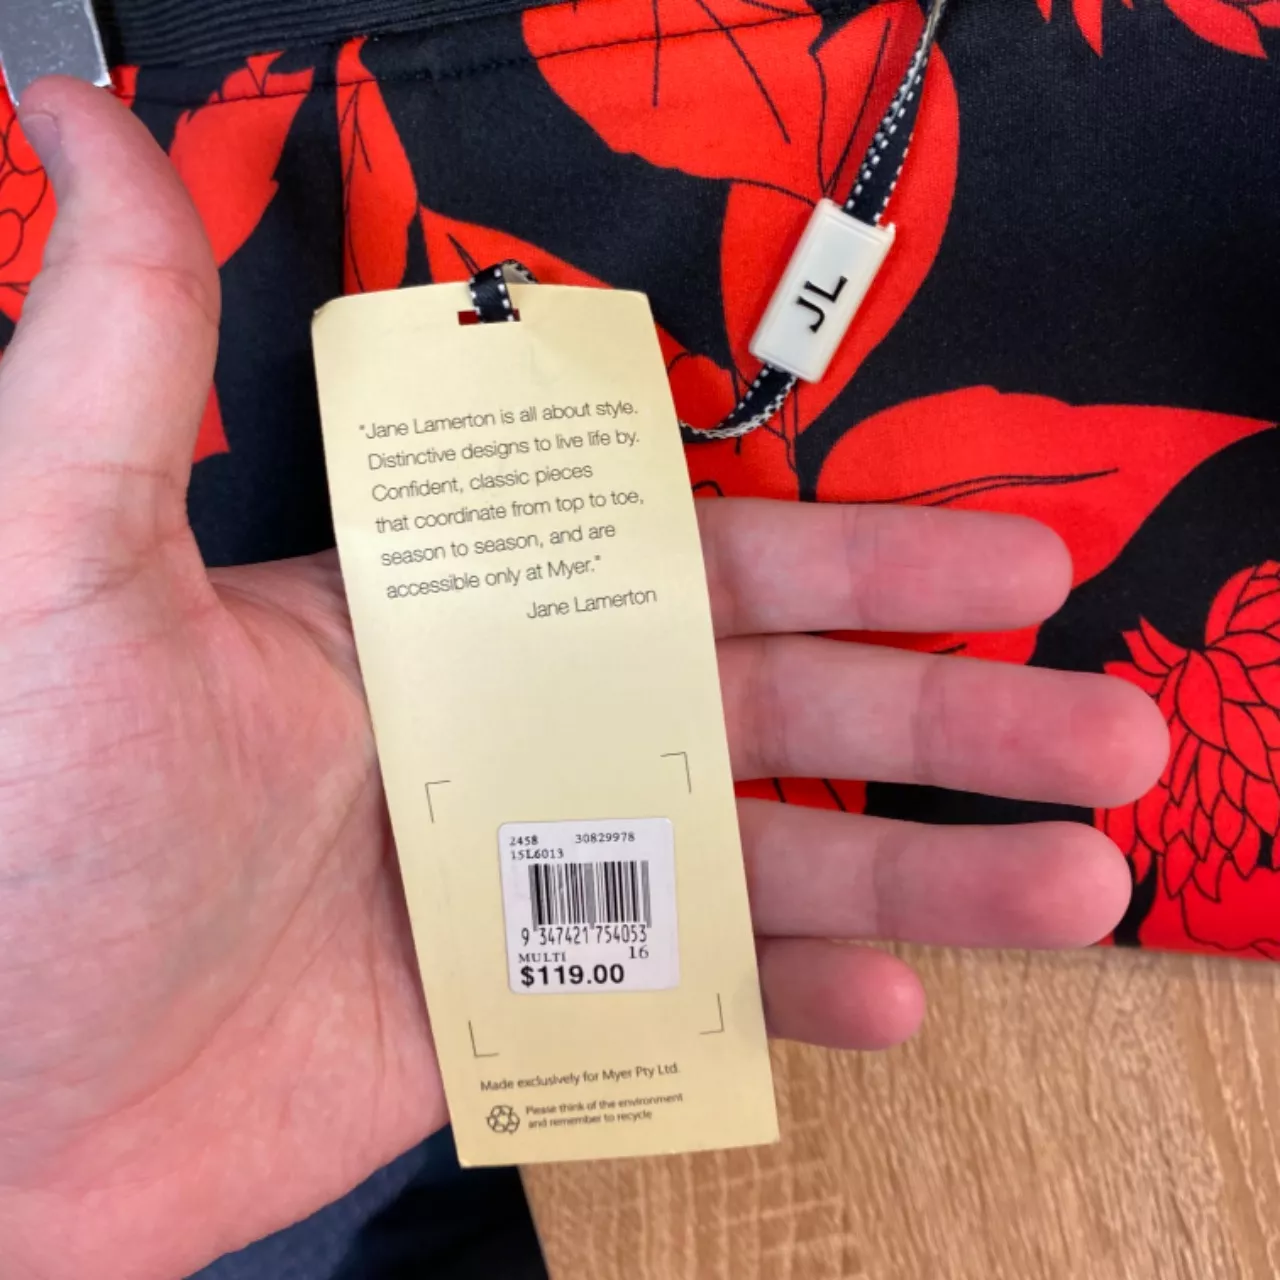 JL
"Jane Lamerton is all about style.
Distinctive designs to live life by.
Confident, classic pieces
that coordinate from top to toe,
season to season, and are
accessible only at Myer."
Jane Lamerton
2458 30829978
15L6013
9 347421 754053
MULTI 16
$119.00
Made exclusively for Myer Pty Ltd.
Please think of the environment
and remember to recycle